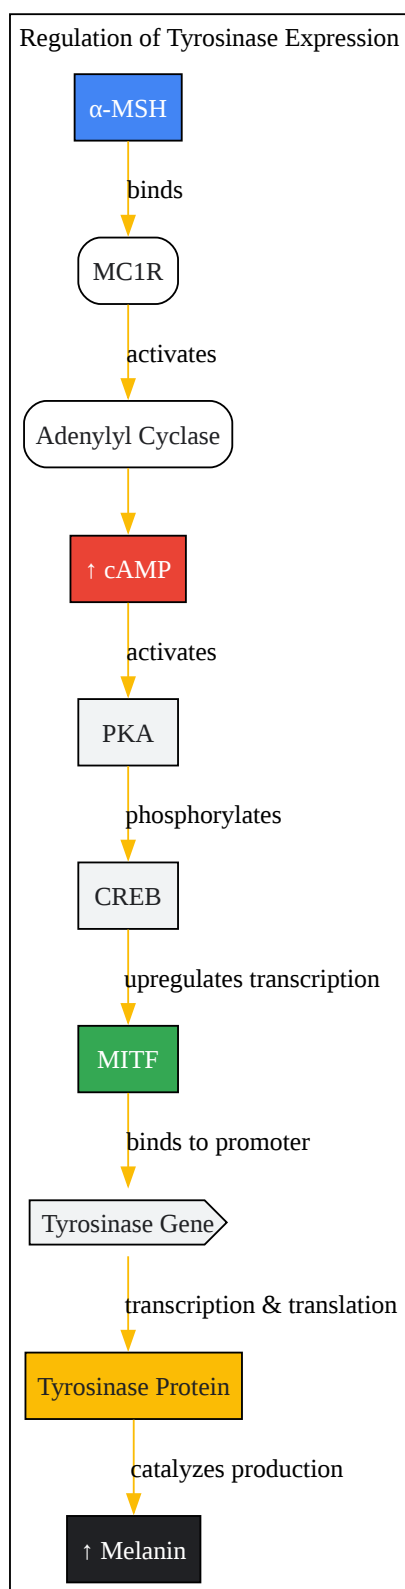 Regulation of Tyrosinase Expression
α-MSH
binds
MC1R
activates
Adenylyl Cyclase
↑ cAMP
activates
PKA
phosphorylates
CREB
upregulates transcription
MITF
binds to promoter
Tyrosinase Gene
transcription & translation
Tyrosinase Protein
catalyzes production
↑ Melanin